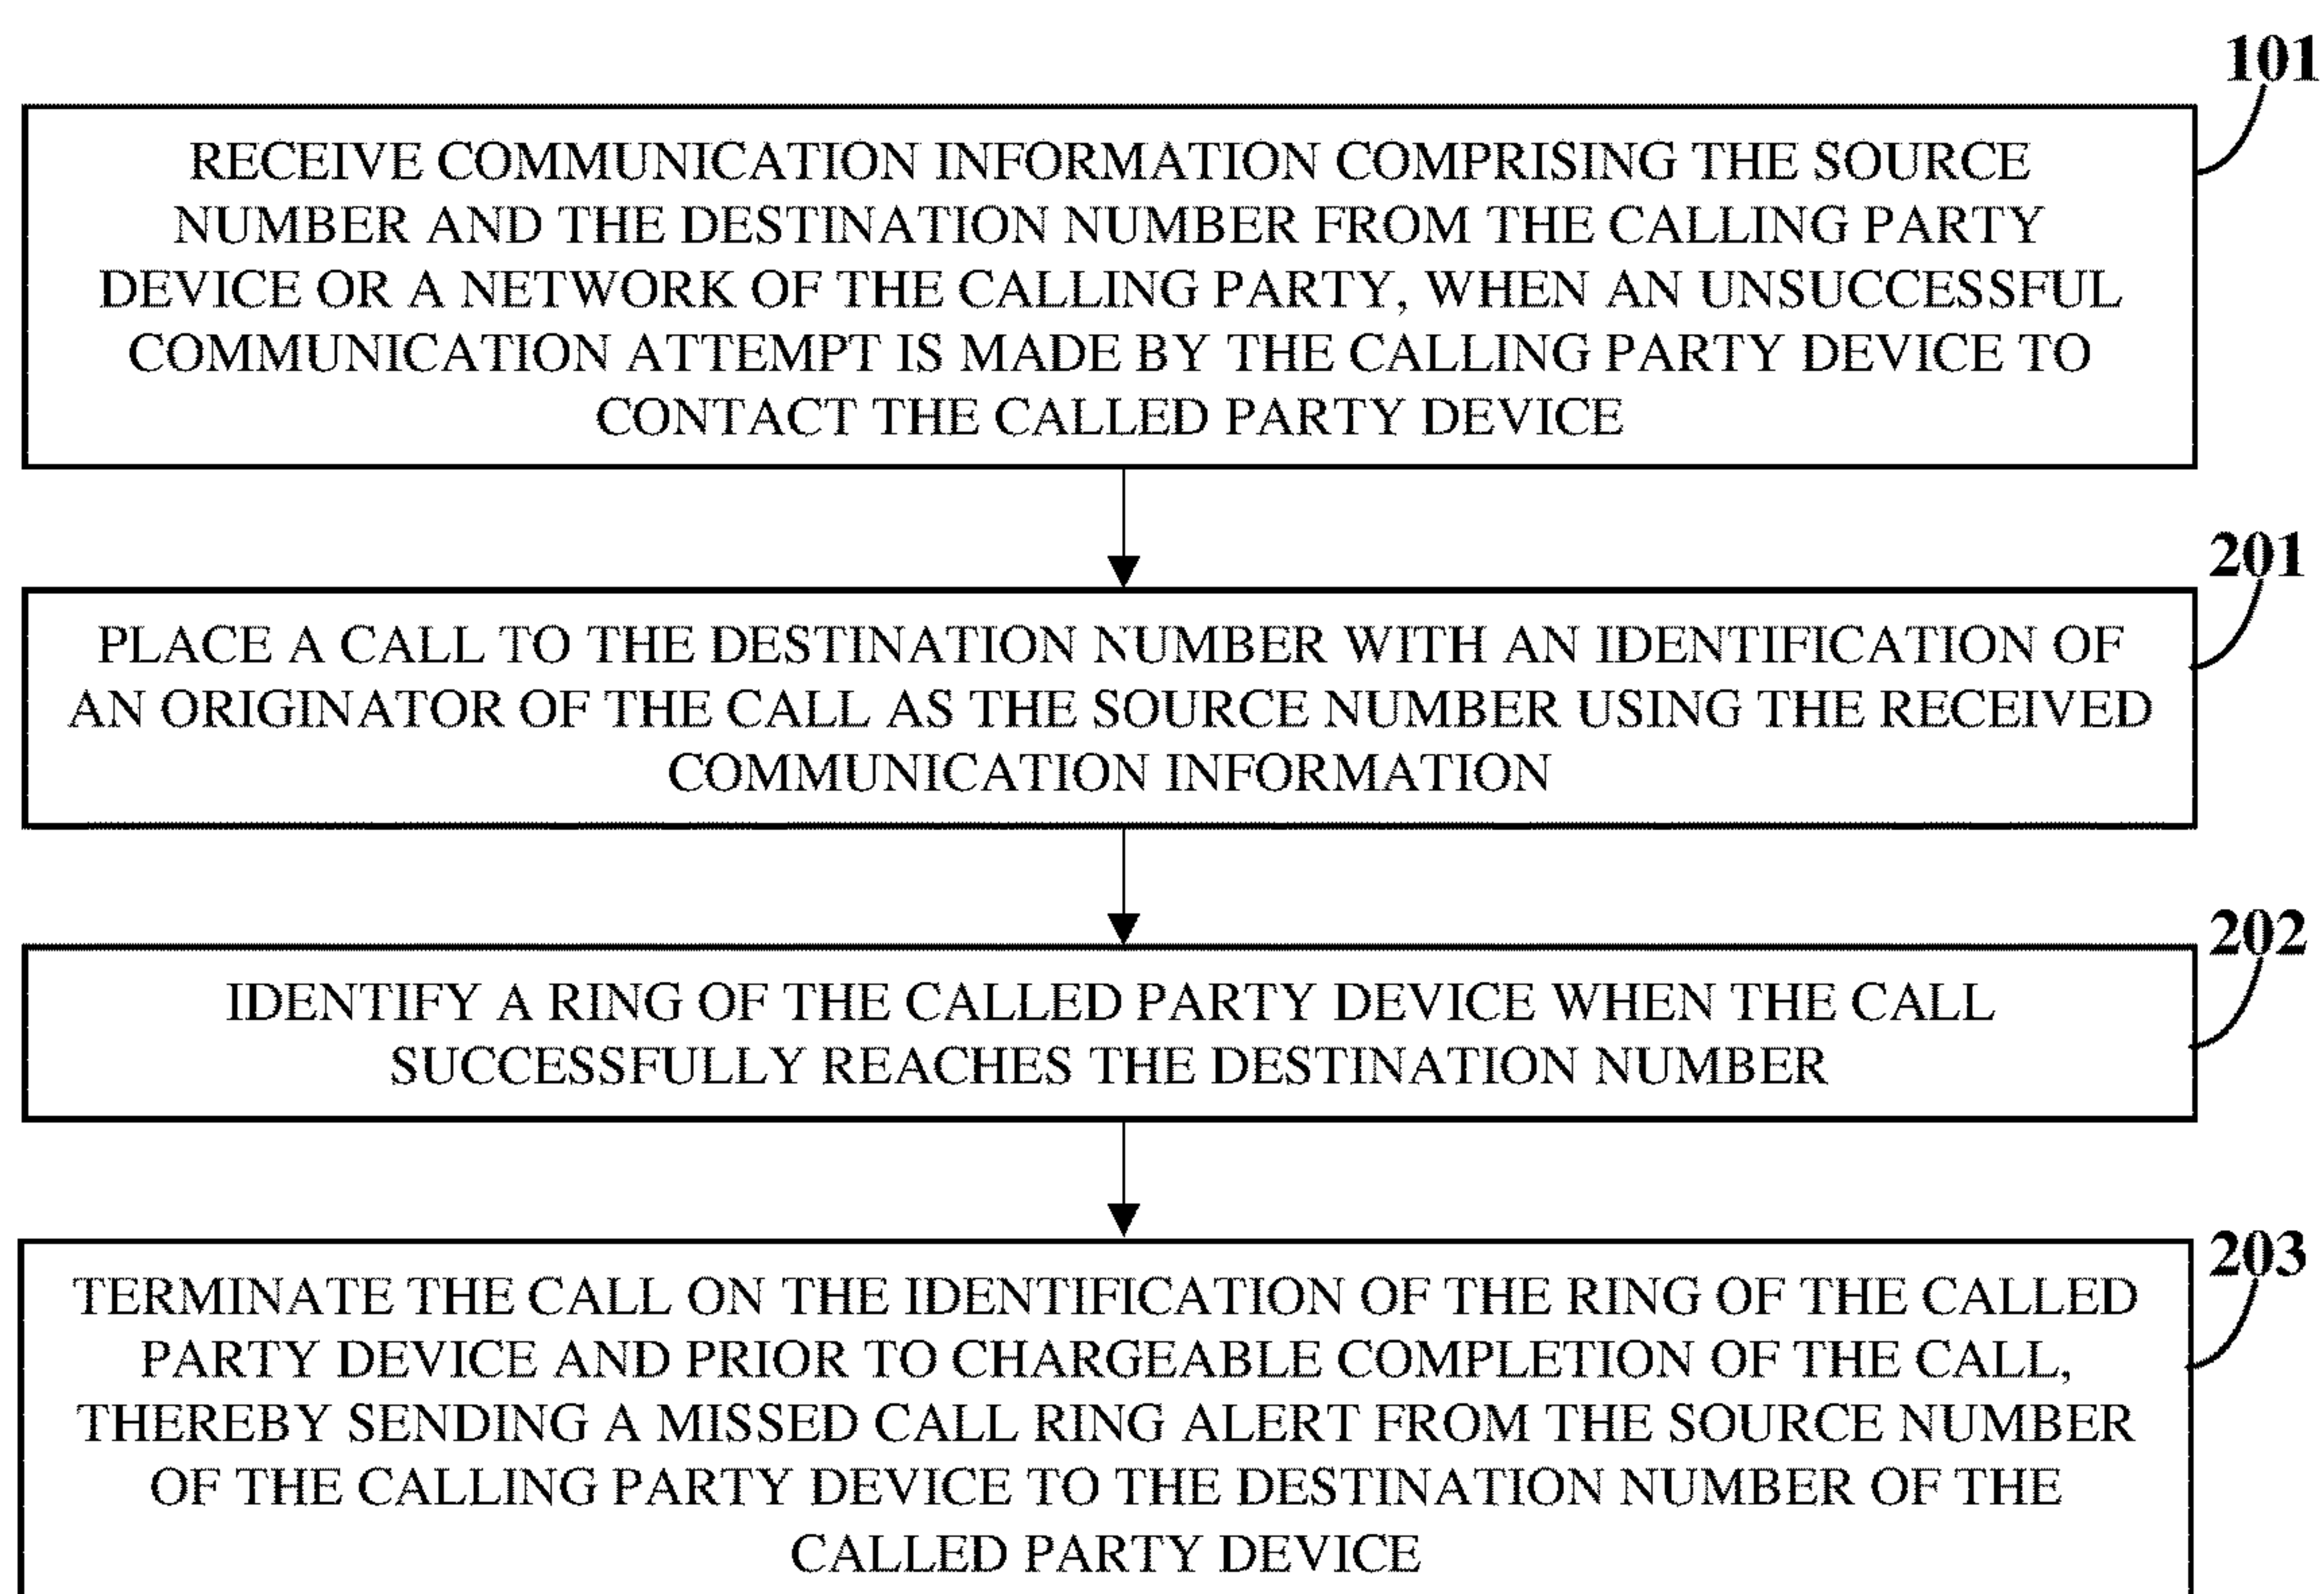 101
RECEIVE COMMUNICATION INFORMATION COMPRISING THE SOURCE
NUMBER AND THE DESTINATION NUMBER FROM THE CALLING PARTY
DEVICE OR A NETWORK OF THE CALLING PARTY, WHEN AN UNSUCCESSFUL
COMMUNICATION ATTEMPT IS MADE BY THE CALLING PARTY DEVICE TO
CONTACT THE CALLED PARTY DEVICE
201
PLACE A CALL TO THE DESTINATION NUMBER WITH AN IDENTIFICATION OF
AN ORIGINATOR OF THE CALL AS THE SOURCE NUMBER USING THE RECEIVED
COMMUNICATION INFORMATION
202
IDENTIFY A RING OF THE CALLED PARTY DEVICE WHEN THE CALL
SUCCESSFULLY REACHES THE DESTINATION NUMBER
203
TERMINATE THE CALL ON THE IDENTIFICATION OF THE RING OF THE CALLED
PARTY DEVICE AND PRIOR TO CHARGEABLE COMPLETION OF THE CALL,
THEREBY SENDING A MISSED CALL RING ALERT FROM THE SOURCE NUMBER
OF THE CALLING PARTY DEVICE TO THE DESTINATION NUMBER OF THE
CALLED PARTY DEVICE